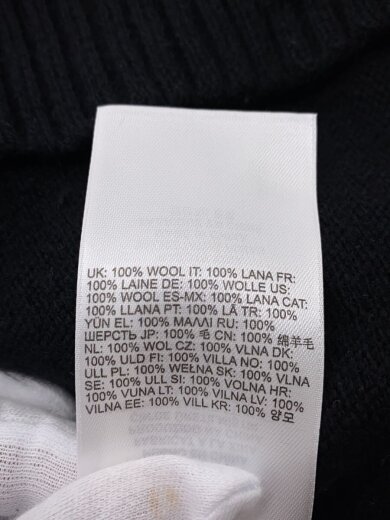 UK: 100% WOOL IT: 100% LANA FR:
100% LAINE DE: 100% WOLLE US:
100% WOOL ES-MX: 100% LANA CAT:
100% LLANA PT: 100% LÃ TR: 100%
YÜN EL: 100% ΜΑΛΛΙ RU: 100%
ШЕРСТЬ JP: 100% 毛 CN: 100% 绵羊毛
NL: 100% WOL CZ: 100% VLNA DK:
100% ULD FI: 100% VILLA NO: 100%
ULL PL: 100% WEŁNA SK: 100% VLNA
SE: 100% ULL SI: 100% VOLNA HR:
100% VUNA LT: 100% VILNA LV: 100%
VILNA EE: 100% VILL KR: 100% 양모